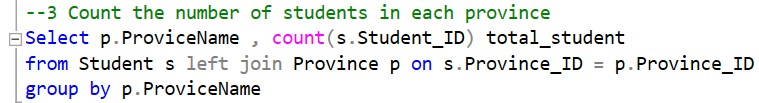 --3 Count the number of students in each province
Select p.ProviceName , count(s.Student_ID) total_student
from Student s left join Province p on s.Province_ID = p.Province_ID
group by p.ProviceName